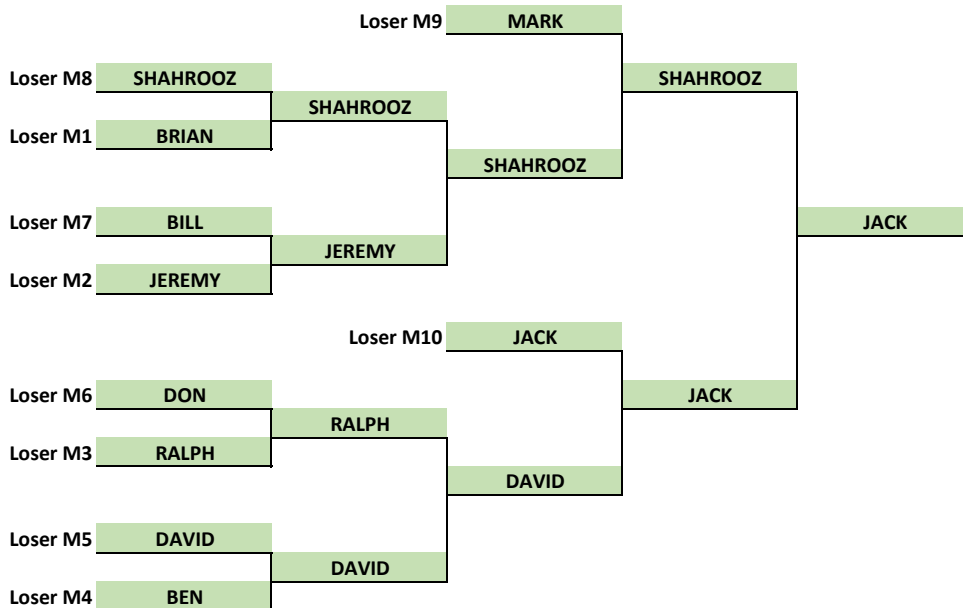 Loser M9 MARK
Loser M8 SHAHROOZ SHAHROOZ
SHAHROOZ
Loser M1 BRIAN
SHAHROOZ
Loser M7 BILL JACK
JEREMY
Loser M2 JEREMY
Loser M10 JACK
Loser M6 DON JACK
RALPH
Loser M3 RALPH
DAVID
Loser M5 DAVID
DAVID
Loser M4 BEN